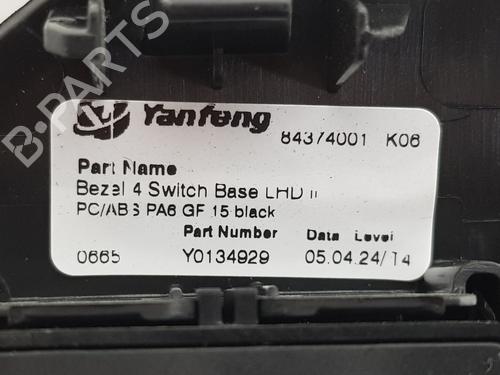 Yanfeng
84374001 K06
Part Name
Bezel 4 Switch Base LHD II
PC/ABS PA6 GF 15 black
Part Number Data Level
0665 Y0134929 05.04.24/14
B-PARTS